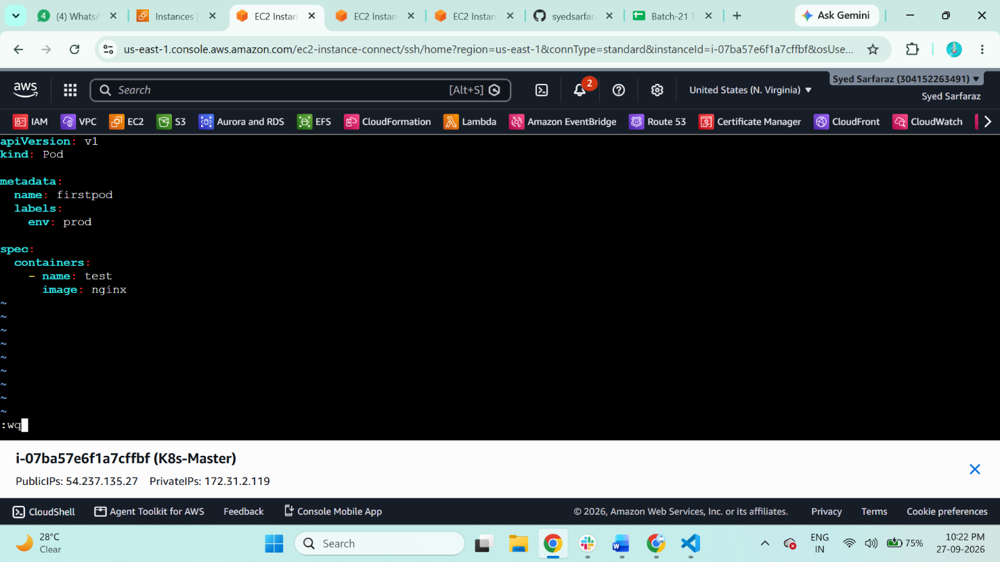 (4) WhatsA
Instances |
EC2 Instan
EC2 Instan
EC2 Instan
syedsarfar
Batch-21 T
Ask Gemini
us-east-1.console.aws.amazon.com/ec2-instance-connect/ssh/home?region=us-east-1&connType=standard&instanceId=i-07ba57e6f1a7cffbf&osUse...
aws
Search
[Alt+S]
2
United States (N. Virginia) ▼
Syed Sarfaraz (304152263491) ▼
Syed Sarfaraz
IAM VPC EC2 S3 Aurora and RDS EFS CloudFormation Lambda Amazon EventBridge Route 53 Certificate Manager CloudFront CloudWatch
apiVersion: v1
kind: Pod
metadata:
  name: firstpod
  labels:
    env: prod
spec:
  containers:
    - name: test
      image: nginx
~
~
~
~
~
~
~
~
~
:wq
i-07ba57e6f1a7cffbf (K8s-Master)
PublicIPs: 54.237.135.27 PrivateIPs: 172.31.2.119
CloudShell Agent Toolkit for AWS Feedback Console Mobile App © 2026, Amazon Web Services, Inc. or its affiliates. Privacy Terms Cookie preferences
28°C
Clear
Search
ENG
IN
75%
10:22 PM
27-09-2026